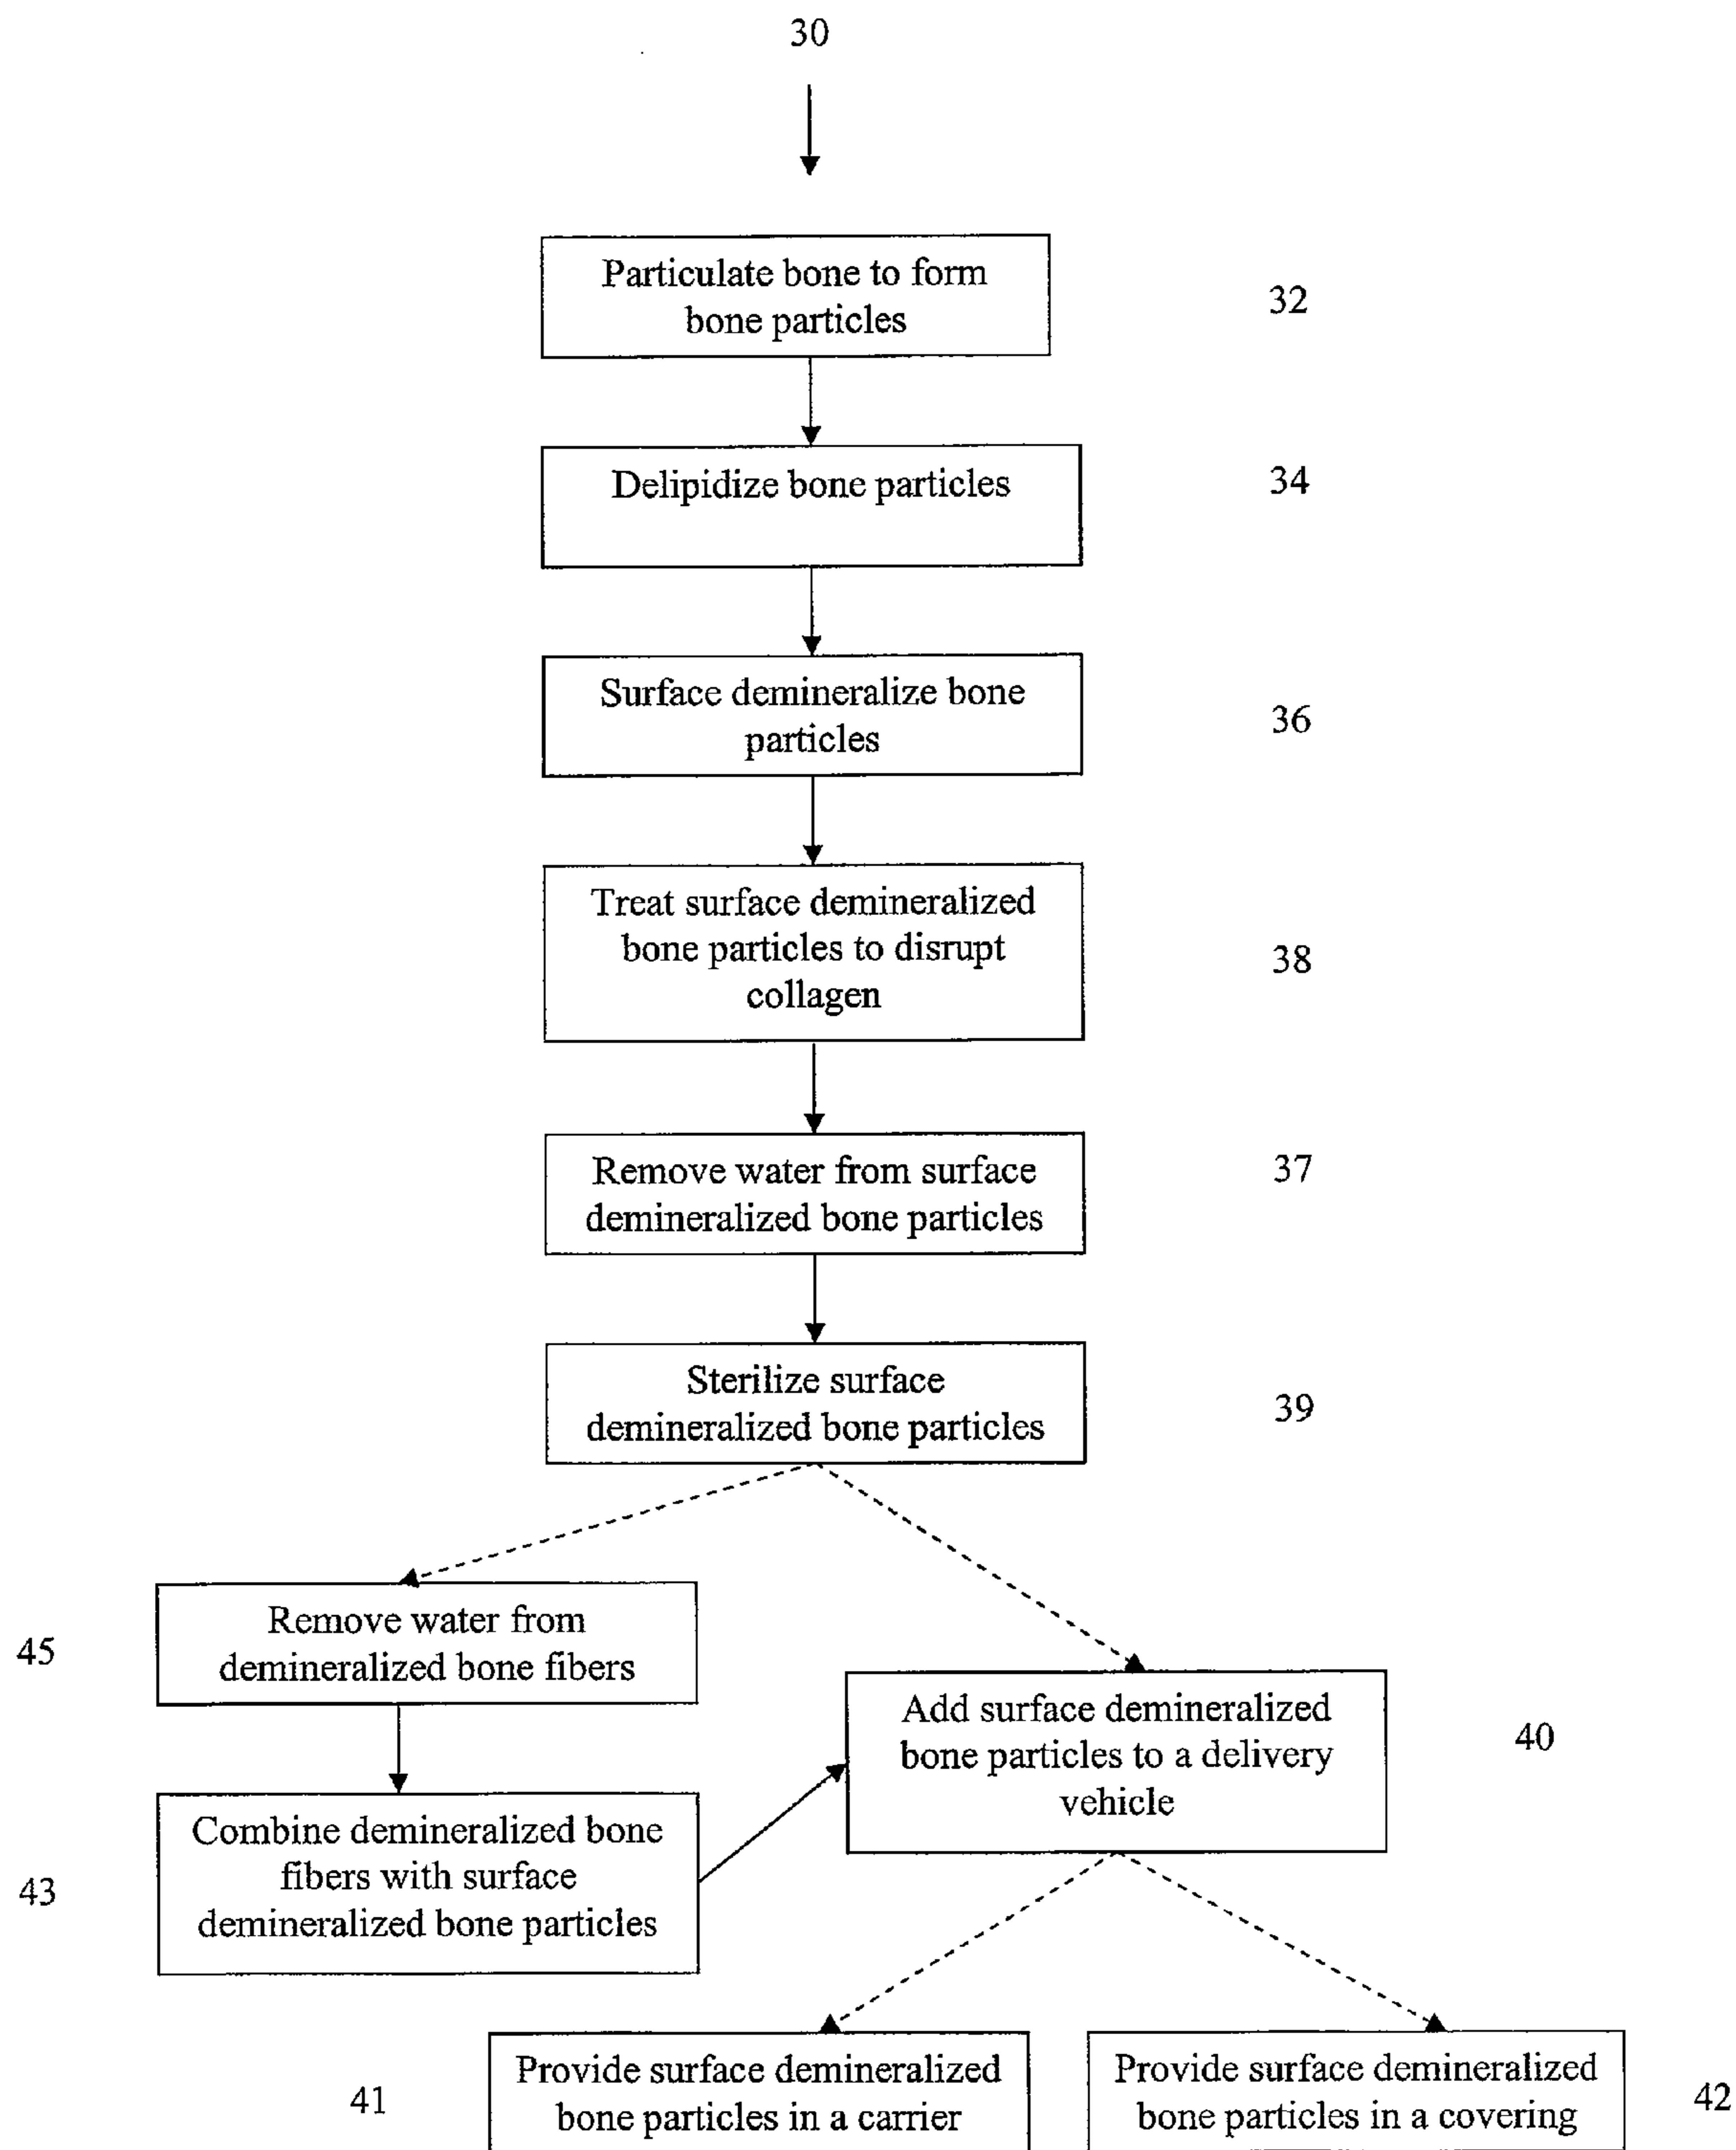 30
Particulate bone to form
bone particles
32
Delipidize bone particles
34
Surface demineralize bone
particles
36
Treat surface demineralized
bone particles to disrupt
collagen
38
Remove water from surface
demineralized bone particles
37
Sterilize surface
demineralized bone particles
39
45
Remove water from
demineralized bone fibers
Add surface demineralized
bone particles to a delivery
vehicle
40
43
Combine demineralized bone
fibers with surface
demineralized bone particles
41
Provide surface demineralized
bone particles in a carrier
Provide surface demineralized
bone particles in a covering
42